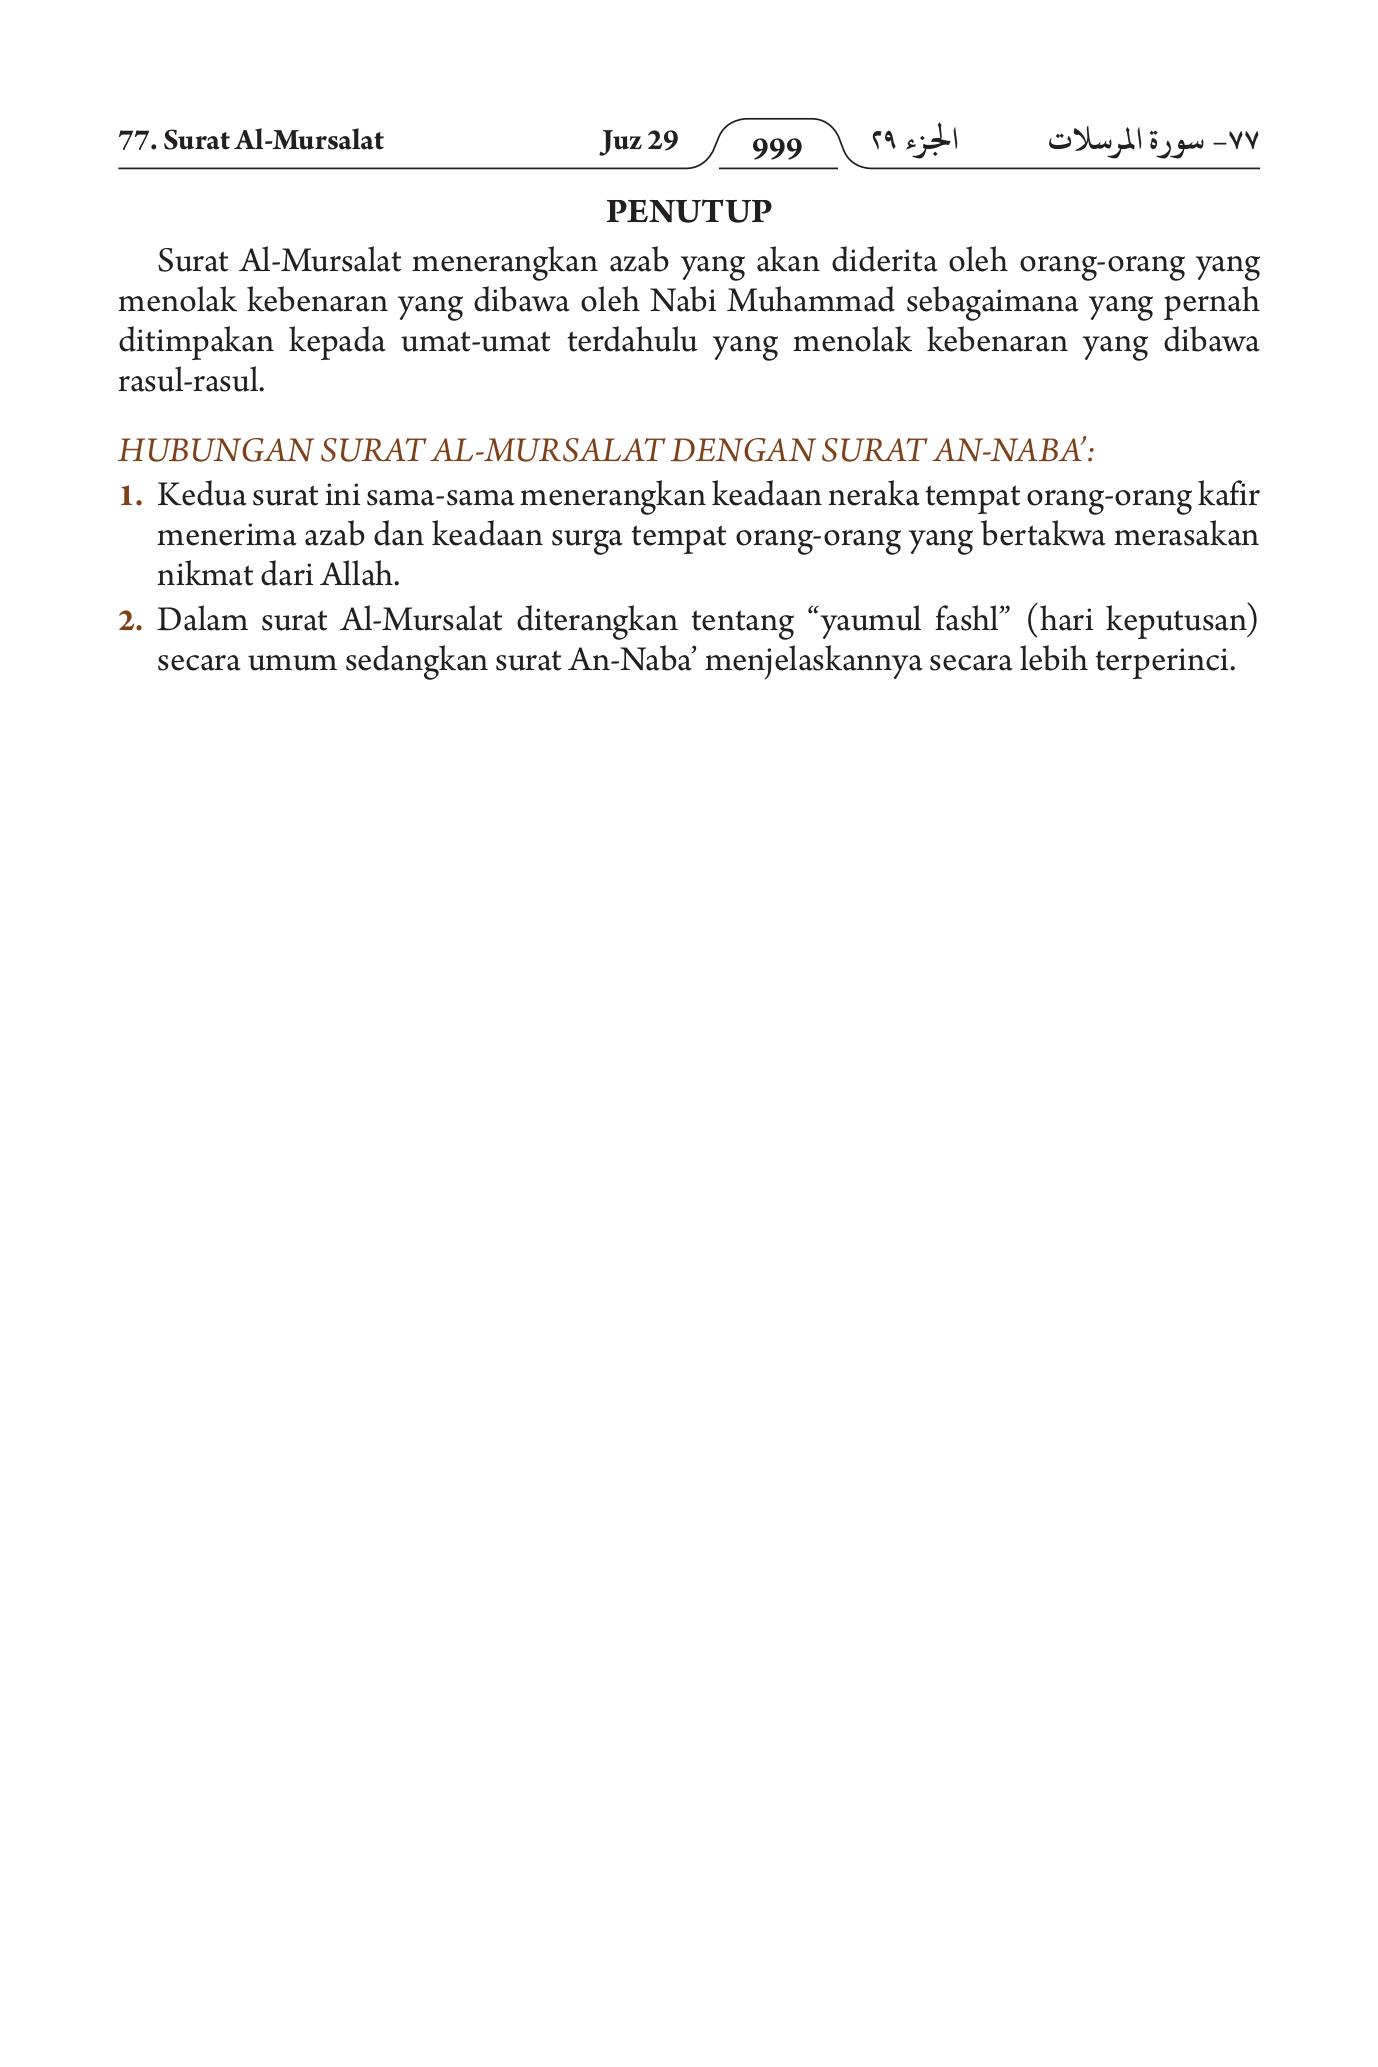 77. Surat Al-Mursalat Juz 29 999 الجزء ٢٩ ٧٧- سورة المرسلات
PENUTUP
Surat Al-Mursalat menerangkan azab yang akan diderita oleh orang-orang yang
menolak kebenaran yang dibawa oleh Nabi Muhammad sebagaimana yang pernah
ditimpakan kepada umat-umat terdahulu yang menolak kebenaran yang dibawa
rasul-rasul.
HUBUNGAN SURAT AL-MURSALAT DENGAN SURAT AN-NABA’:
1. Kedua surat ini sama-sama menerangkan keadaan neraka tempat orang-orang kafir
menerima azab dan keadaan surga tempat orang-orang yang bertakwa merasakan
nikmat dari Allah.
2. Dalam surat Al-Mursalat diterangkan tentang “yaumul fashl” (hari keputusan)
secara umum sedangkan surat An-Naba’ menjelaskannya secara lebih terperinci.